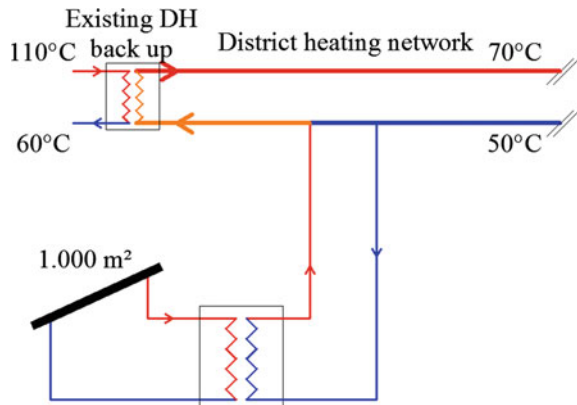 Existing DH
back up
District heating network
110°C
70°C
60°C
50°C
1.000 m²